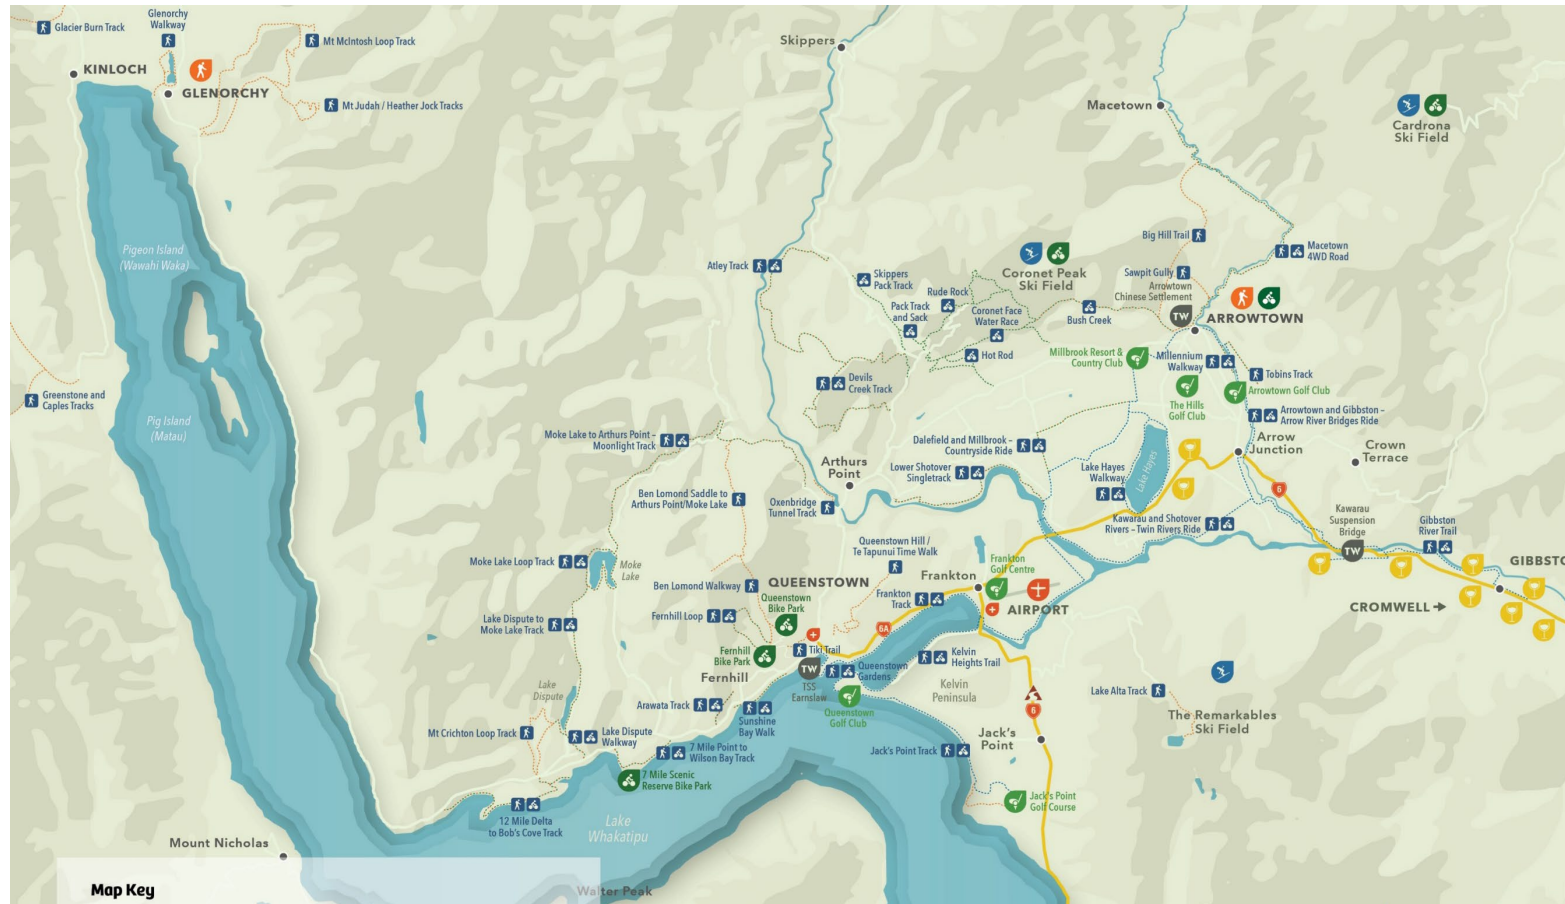 Glacier Burn Track
Glenorchy
Walkway
Mt McIntosh Loop Track
KINLOCH
GLENORCHY
Mt Judah / Heather Jock Tracks
Skippers
Macetown
Cardrona
Ski Field
Pigeon Island
(Wawahi Waka)
Big Hill Trail
Macetown
4WD Road
Atley Track
Skippers
Pack Track
Coronet Peak
Ski Field
Sawpit Gully
Arrowtown
Chinese Settlement
Rude Rock
Pack Track
and Sack
Coronet Face
Water Race
Bush Creek
TW
ARROWTOWN
Hot Rod
Millbrook Resort &
Country Club
Millennium
Walkway
Tobins Track
Devils
Creek Track
The Hills
Golf Club
Arrowtown Golf Club
Greenstone and
Caples Tracks
Pig Island
(Matau)
Arrowtown and Gibbston –
Arrow River Bridges Ride
Moke Lake to Arthurs Point –
Moonlight Track
Dalefield and Millbrook -
Countryside Ride
Arrow
Junction
Crown
Terrace
Arthurs
Point
Lower Shotover
Singletrack
Lake Hayes
Walkway
Lake Hayes
6
Ben Lomond Saddle to
Arthurs Point/Moke Lake
Oxenbridge
Tunnel Track
Kawarau and Shotover
Rivers – Twin Rivers Ride
Kawarau
Suspension
Bridge
TW
Gibbston
River Trail
Queenstown Hill /
Te Tapunui Time Walk
Moke Lake Loop Track
Moke
Lake
Frankton
Golf Centre
GIBBSTO
Ben Lomond Walkway
QUEENSTOWN
Queenstown
Bike Park
Frankton
Frankton
Track
AIRPORT
CROMWELL
Fernhill Loop
Lake Dispute to
Moke Lake Track
6A
Fernhill
Bike Park
Tiki Trail
Fernhill
TW
TSS
Earnslaw
Queenstown
Gardens
Kelvin
Heights Trail
Kelvin
Peninsula
Lake
Dispute
Lake Alta Track
Arawata Track
Sunshine
Bay Walk
Queenstown
Golf Club
6
The Remarkables
Ski Field
Mt Crichton Loop Track
Lake Dispute
Walkway
7 Mile Point to
Wilson Bay Track
Jack's Point Track
Jack's
Point
7 Mile Scenic
Reserve Bike Park
Jack's Point
Golf Course
12 Mile Delta
to Bob's Cove Track
Lake
Whakatipu
Mount Nicholas
Map Key
Walter Peak